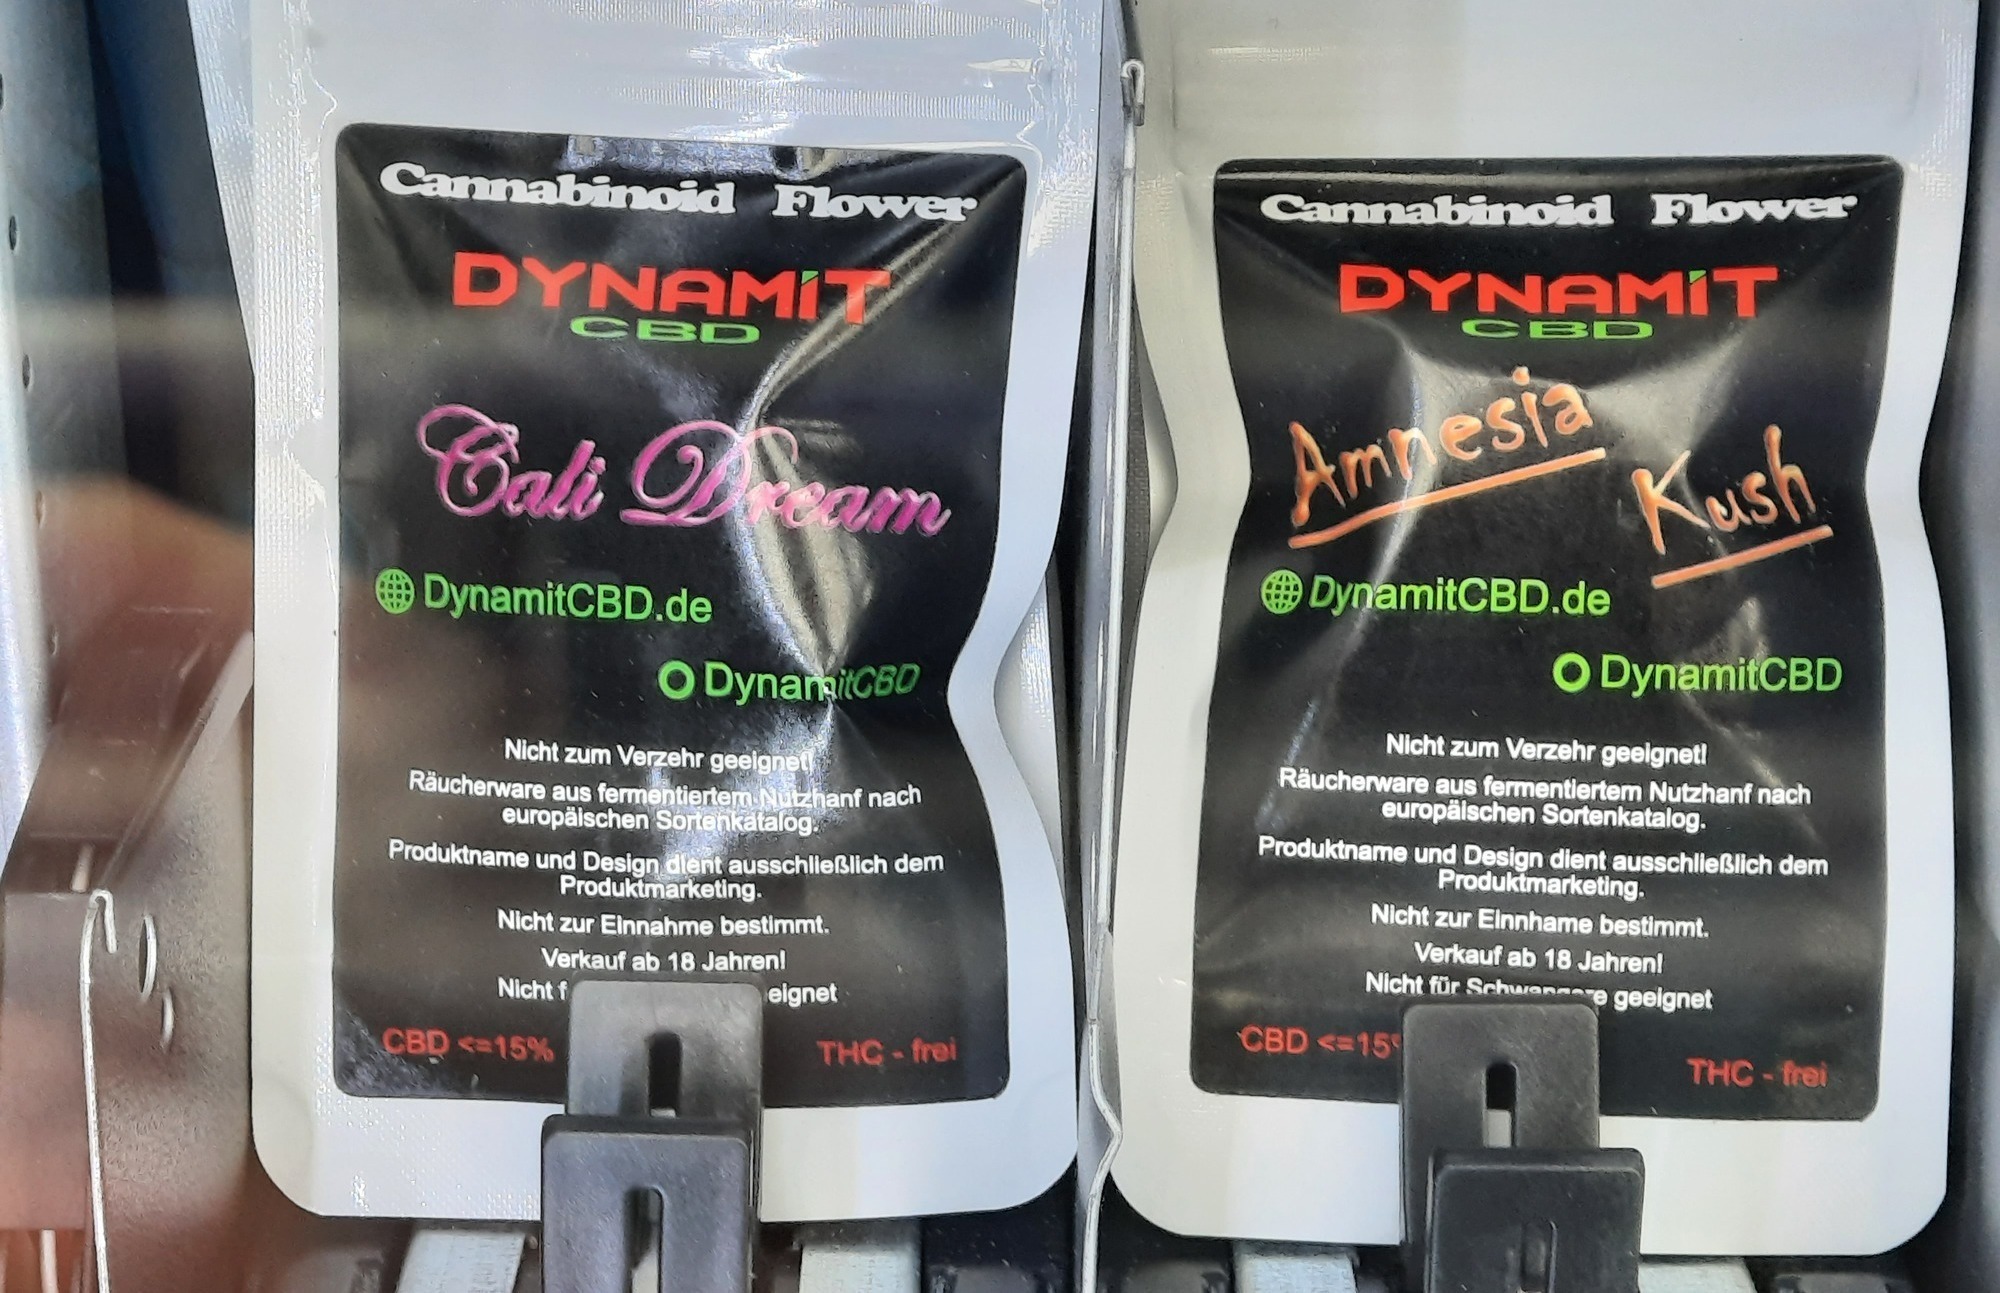 Cannabinoid Flower
DYNAMiT
CBD
Cali Dream
DynamitCBD.de
DynamitCBD
Nicht zum Verzehr geeignet!
Räucherware aus fermentiertem Nutzhanf nach
europäischen Sortenkatalog.
Produktname und Design dient ausschließlich dem
Produktmarketing.
Nicht zur Einnahme bestimmt.
Verkauf ab 18 Jahren!
Nicht
CBD <=15%
THC - frei
Cannabinoid Flower
DYNAMiT
CBD
Amnesia
Kush
DynamitCBD.de
DynamitCBD
Nicht zum Verzehr geeignet!
Räucherware aus fermentiertem Nutzhanf nach
europäischen Sortenkatalog.
Produktname und Design dient ausschließlich dem
Produktmarketing.
Nicht zur Einnhame bestimmt.
Verkauf ab 18 Jahren!
Nicht für Schwangere geeignet
CBD <=15
THC - frei